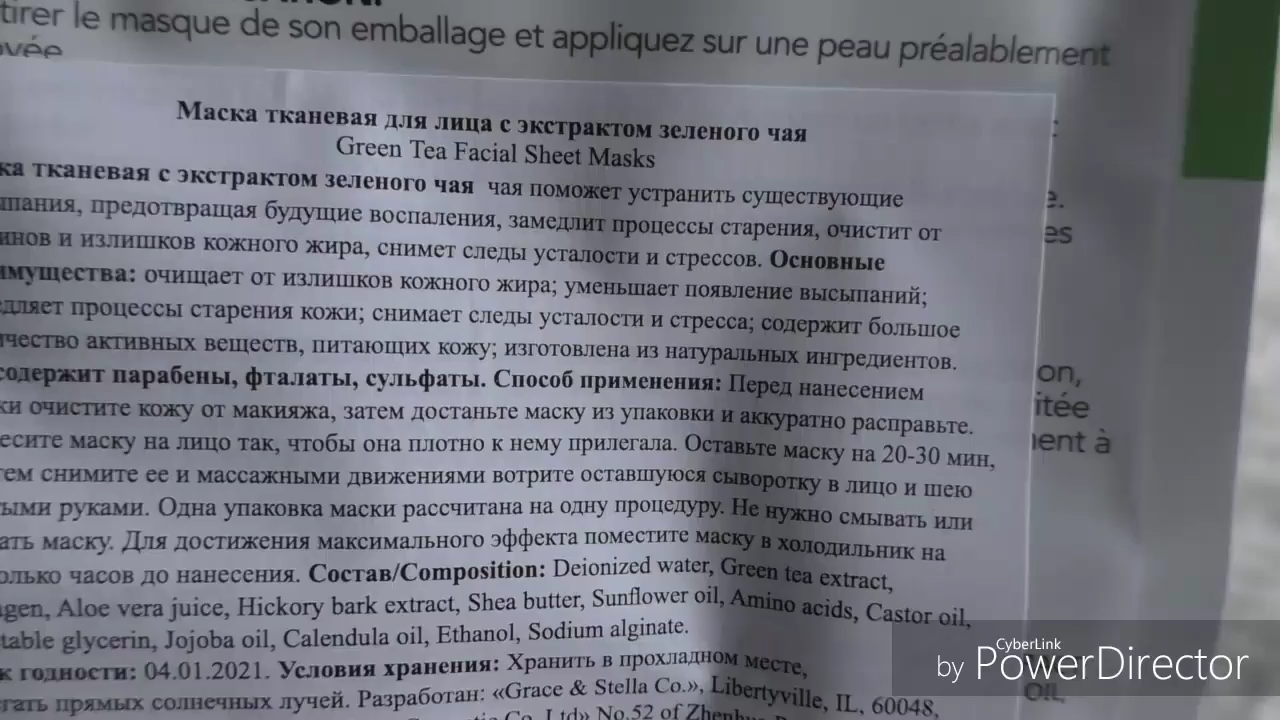 tirer le masque de son emballage et appliquez sur une peau préalablement
Маска тканевая для лица с экстрактом зеленого чая
Green Tea Facial Sheet Masks
ка тканевая с экстрактом зеленого чая чая поможет устранить существующие
ыпания, предотвращая будущие воспаления, замедлит процессы старения, очистит от
инов и излишков кожного жира, снимет следы усталости и стрессов. Основные
имущества: очищает от излишков кожного жира; уменьшает появление высыпаний;
едляет процессы старения кожи; снимает следы усталости и стресса; содержит большое
ичество активных веществ, питающих кожу; изготовлена из натуральных ингредиентов.
содержит парабены, фталаты, сульфаты. Способ применения: Перед нанесением
ки очистите кожу от макияжа, затем достаньте маску из упаковки и аккуратно расправьте.
есите маску на лицо так, чтобы она плотно к нему прилегала. Оставьте маску на 20-30 мин,
тем снимите ее и массажными движениями вотрите оставшуюся сыворотку в лицо и шею
ыми руками. Одна упаковка маски рассчитана на одну процедуру. Не нужно смывать или
ать маску. Для достижения максимального эффекта поместите маску в холодильник на
олько часов до нанесения. Состав/Composition: Deionized water, Green tea extract,
agen, Aloe vera juice, Hickory bark extract, Shea butter, Sunflower oil, Amino acids, Castor oil,
table glycerin, Jojoba oil, Calendula oil, Ethanol, Sodium alginate.
к годности: 04.01.2021. Условия хранения: Хранить в прохладном месте,
гать прямых солнечных лучей. Разработан: «Grace & Stella Co.», Libertyville, IL, 60048,
Co. Ltd» No.52 of
e.
es
on,
itée
ment à
OIL
CyberLink
by PowerDirector